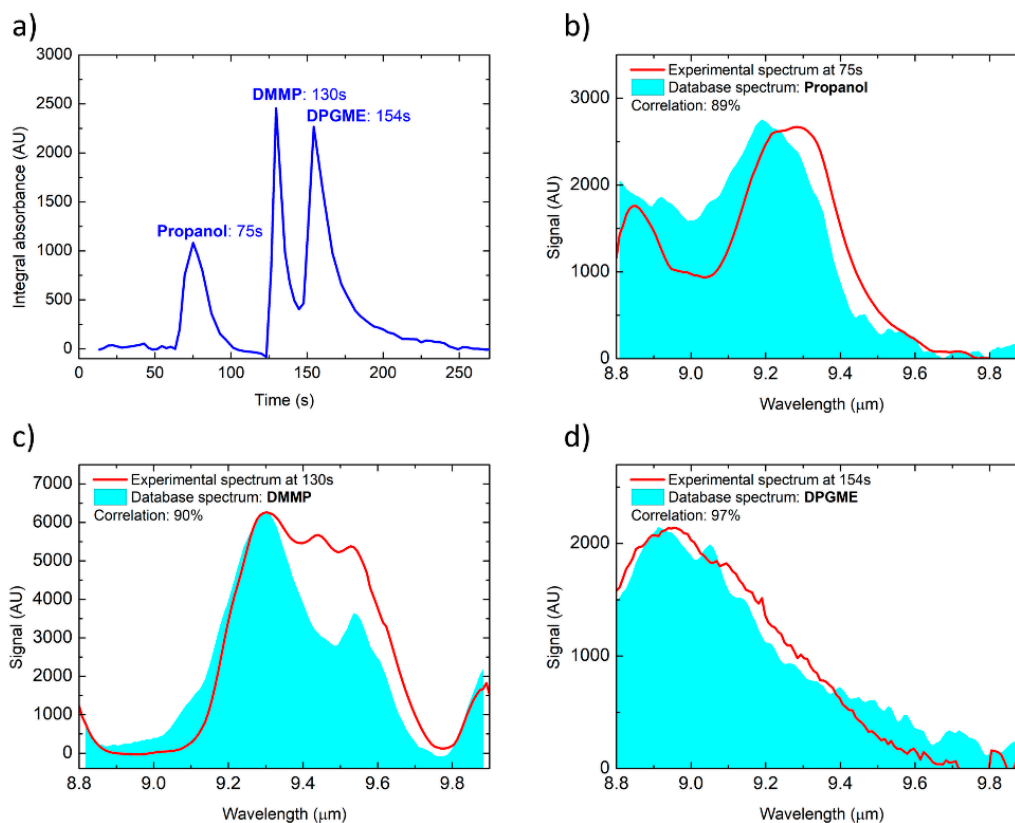 a)
3000
2500
2000
1500
1000
500
0
Integral absorbance (AU)
DMMP: 130s
DPGME: 154s
Propanol: 75s
0 50 100 150 200 250
Time (s)
b)
Experimental spectrum at 75s
Database spectrum: Propanol
Correlation: 89%
3000
2000
1000
0
Signal (AU)
8.8 9.0 9.2 9.4 9.6 9.8
Wavelength (μm)
c)
Experimental spectrum at 130s
Database spectrum: DMMP
Correlation: 90%
7000
6000
5000
4000
3000
2000
1000
0
Signal (AU)
8.8 9.0 9.2 9.4 9.6 9.8
Wavelength (μm)
d)
Experimental spectrum at 154s
Database spectrum: DPGME
Correlation: 97%
2000
1000
0
Signal (AU)
8.8 9.0 9.2 9.4 9.6 9.8
Wavelength (μm)